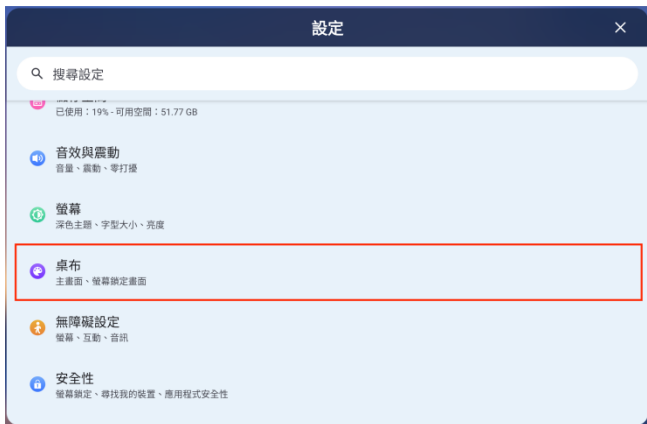 設定
搜尋設定
已使用：19% - 可用空間：51.77 GB
音效與震動
音量、震動、零打擾
螢幕
深色主題、字型大小、亮度
桌布
主畫面、螢幕鎖定畫面
無障礙設定
螢幕、互動、音訊
安全性
螢幕鎖定、尋找我的裝置、應用程式安全性